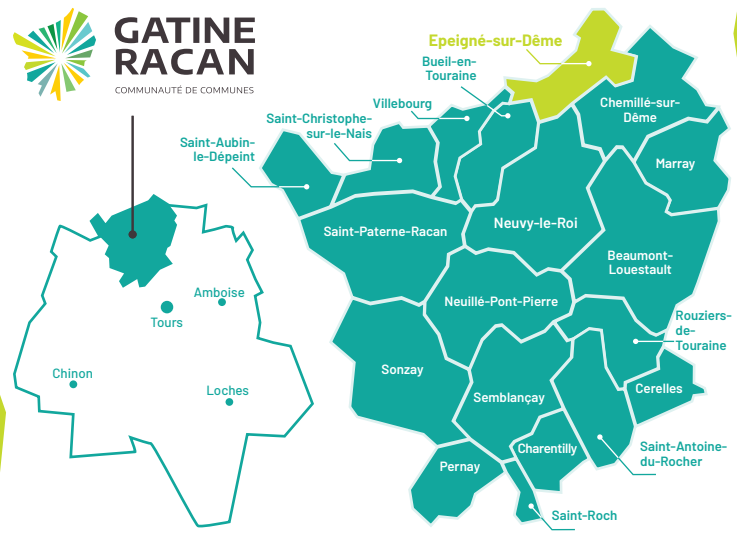 GATINE
RACAN
COMMUNAUTÉ DE COMMUNES
Epeigné-sur-Dême
Bueil-en-
Touraine
Villebourg
Saint-Christophe-
sur-le-Nais
Saint-Aubin-
le-Dépeint
Chemillé-sur-
Dême
Marray
Saint-Paterne-Racan
Neuvy-le-Roi
Beaumont-
Louestault
Neuillé-Pont-Pierre
Rouziers-
de-
Touraine
Sonzay
Semblançay
Cerelles
Charentilly
Saint-Antoine-
du-Rocher
Pernay
Saint-Roch
Amboise
Tours
Chinon
Loches